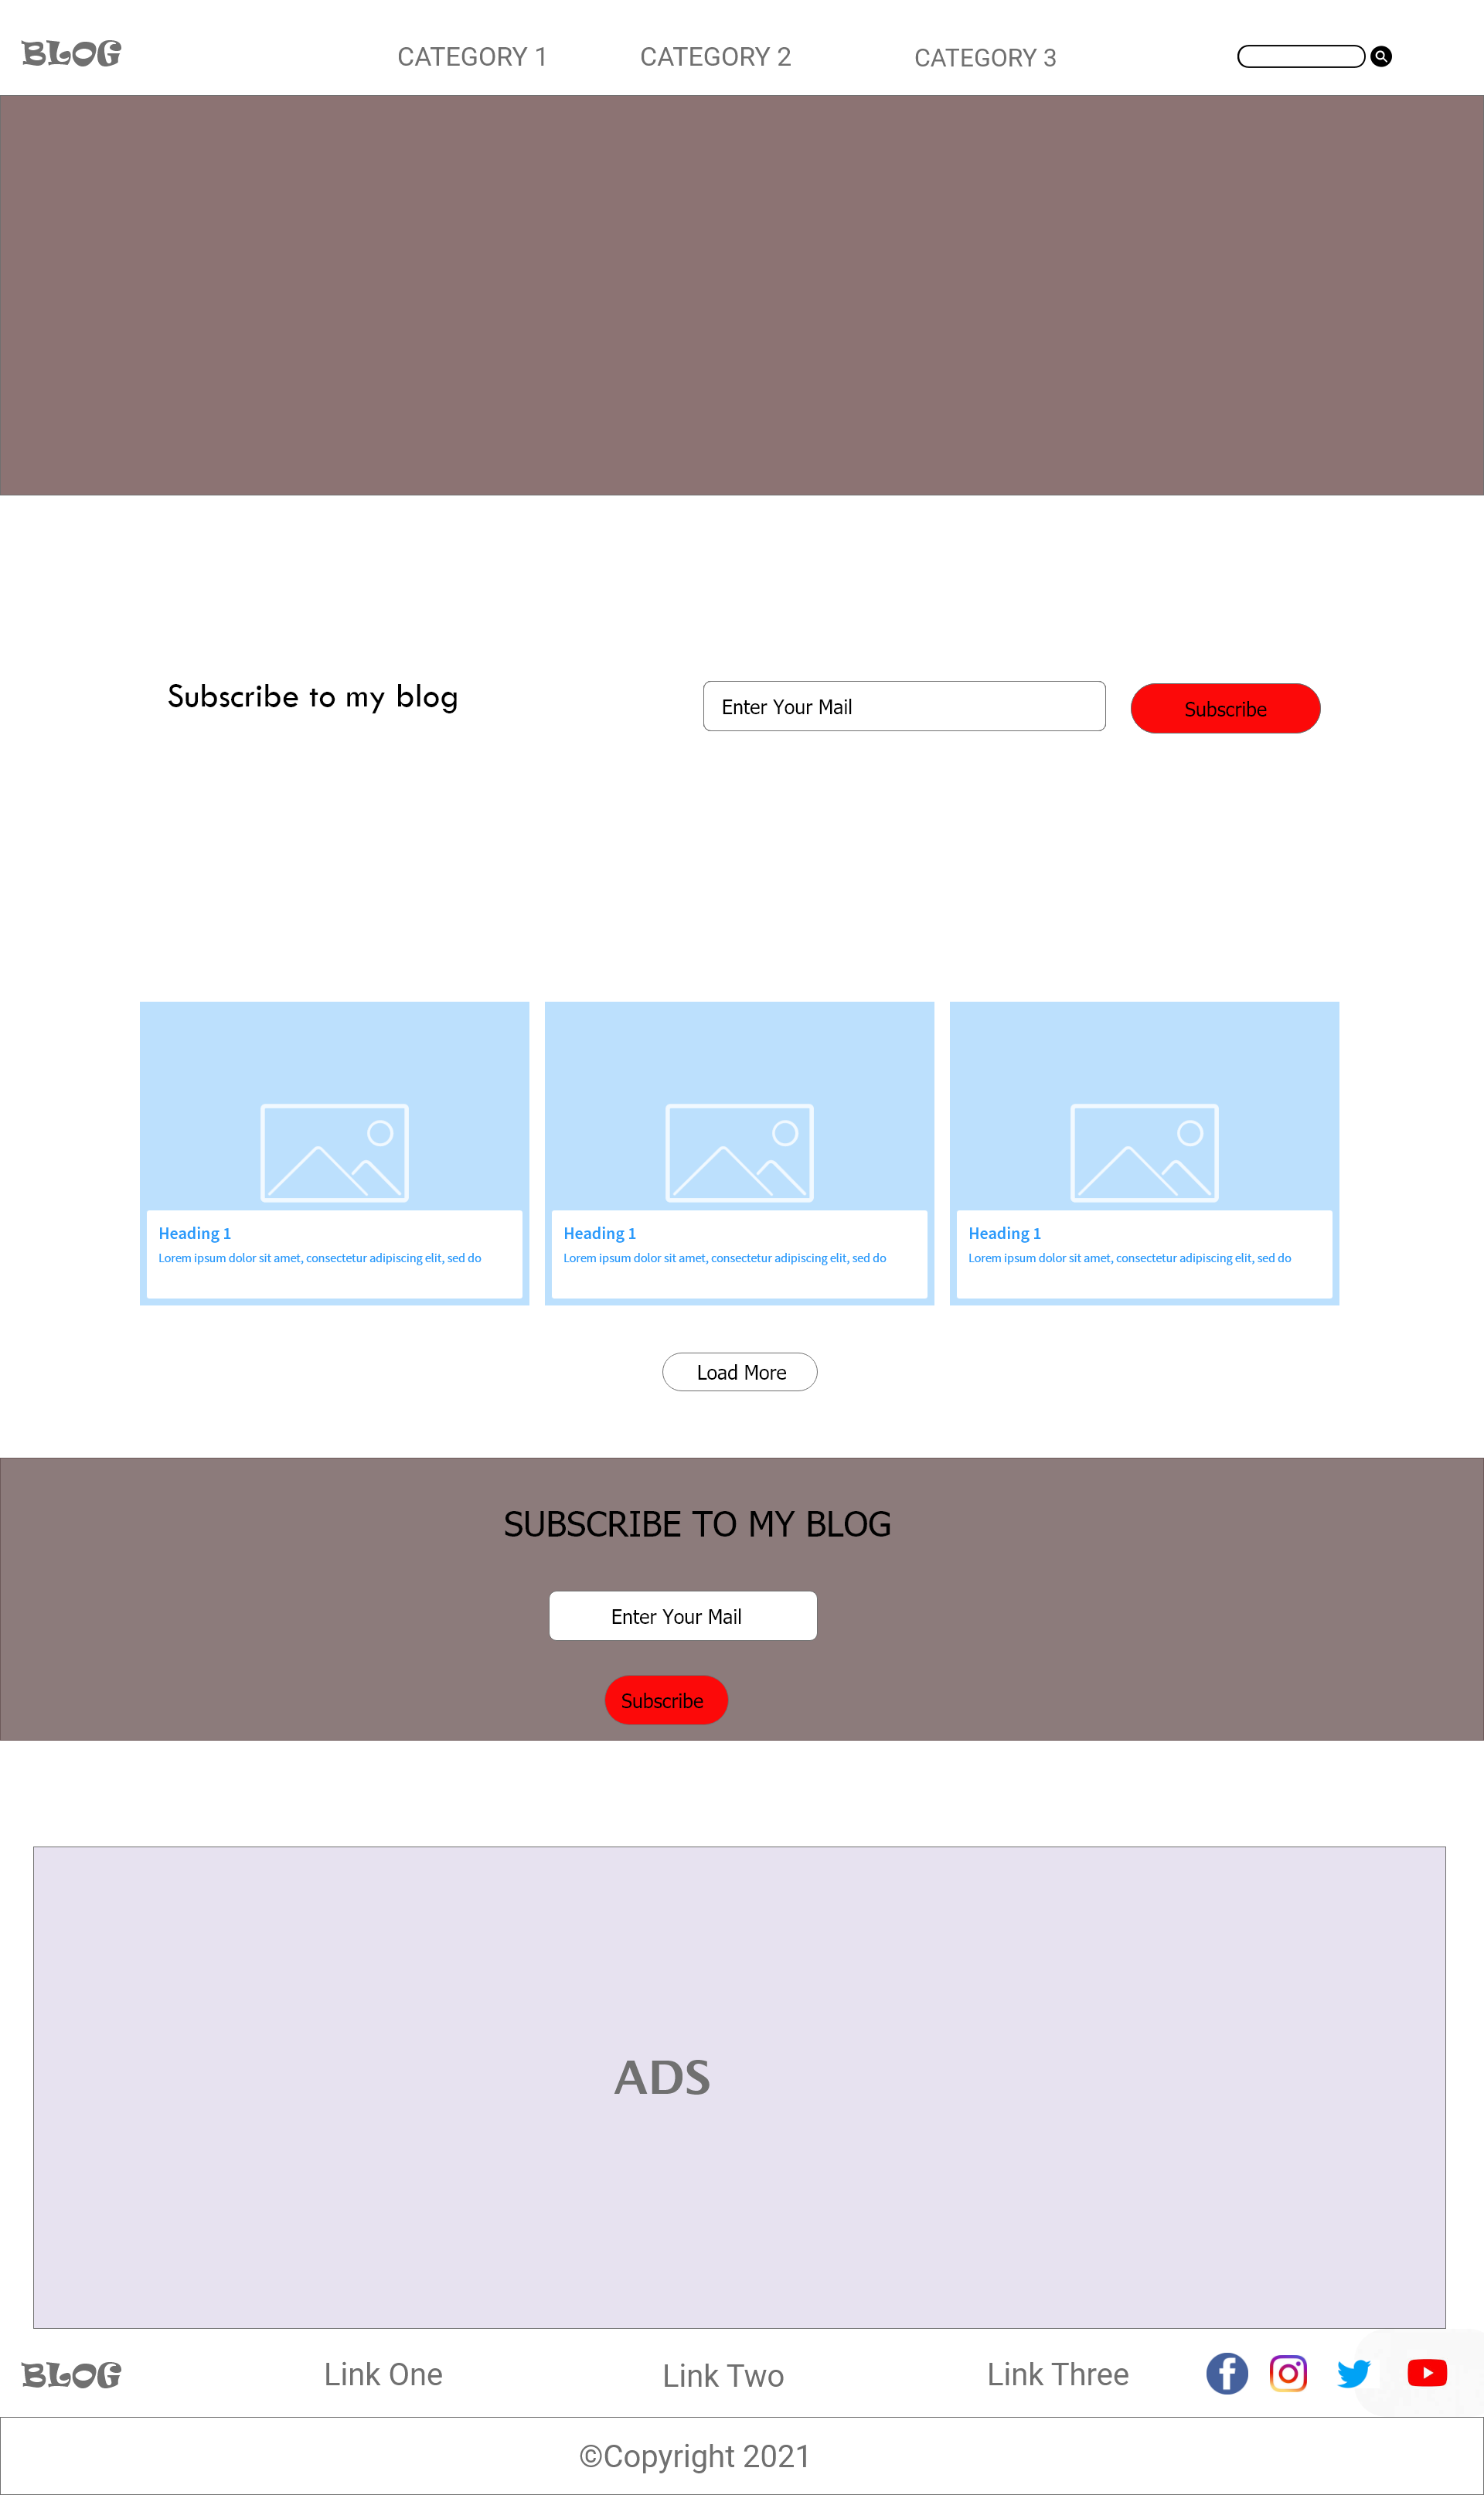 BLOG
CATEGORY 1
CATEGORY 2
CATEGORY 3
Subscribe to my blog
Enter Your Mail
Subscribe
Heading 1
Lorem ipsum dolor sit amet, consectetur adipiscing elit, sed do
Heading 1
Lorem ipsum dolor sit amet, consectetur adipiscing elit, sed do
Heading 1
Lorem ipsum dolor sit amet, consectetur adipiscing elit, sed do
Load More
SUBSCRIBE TO MY BLOG
Enter Your Mail
Subscribe
ADS
BLOG
Link One
Link Two
Link Three
©Copyright 2021